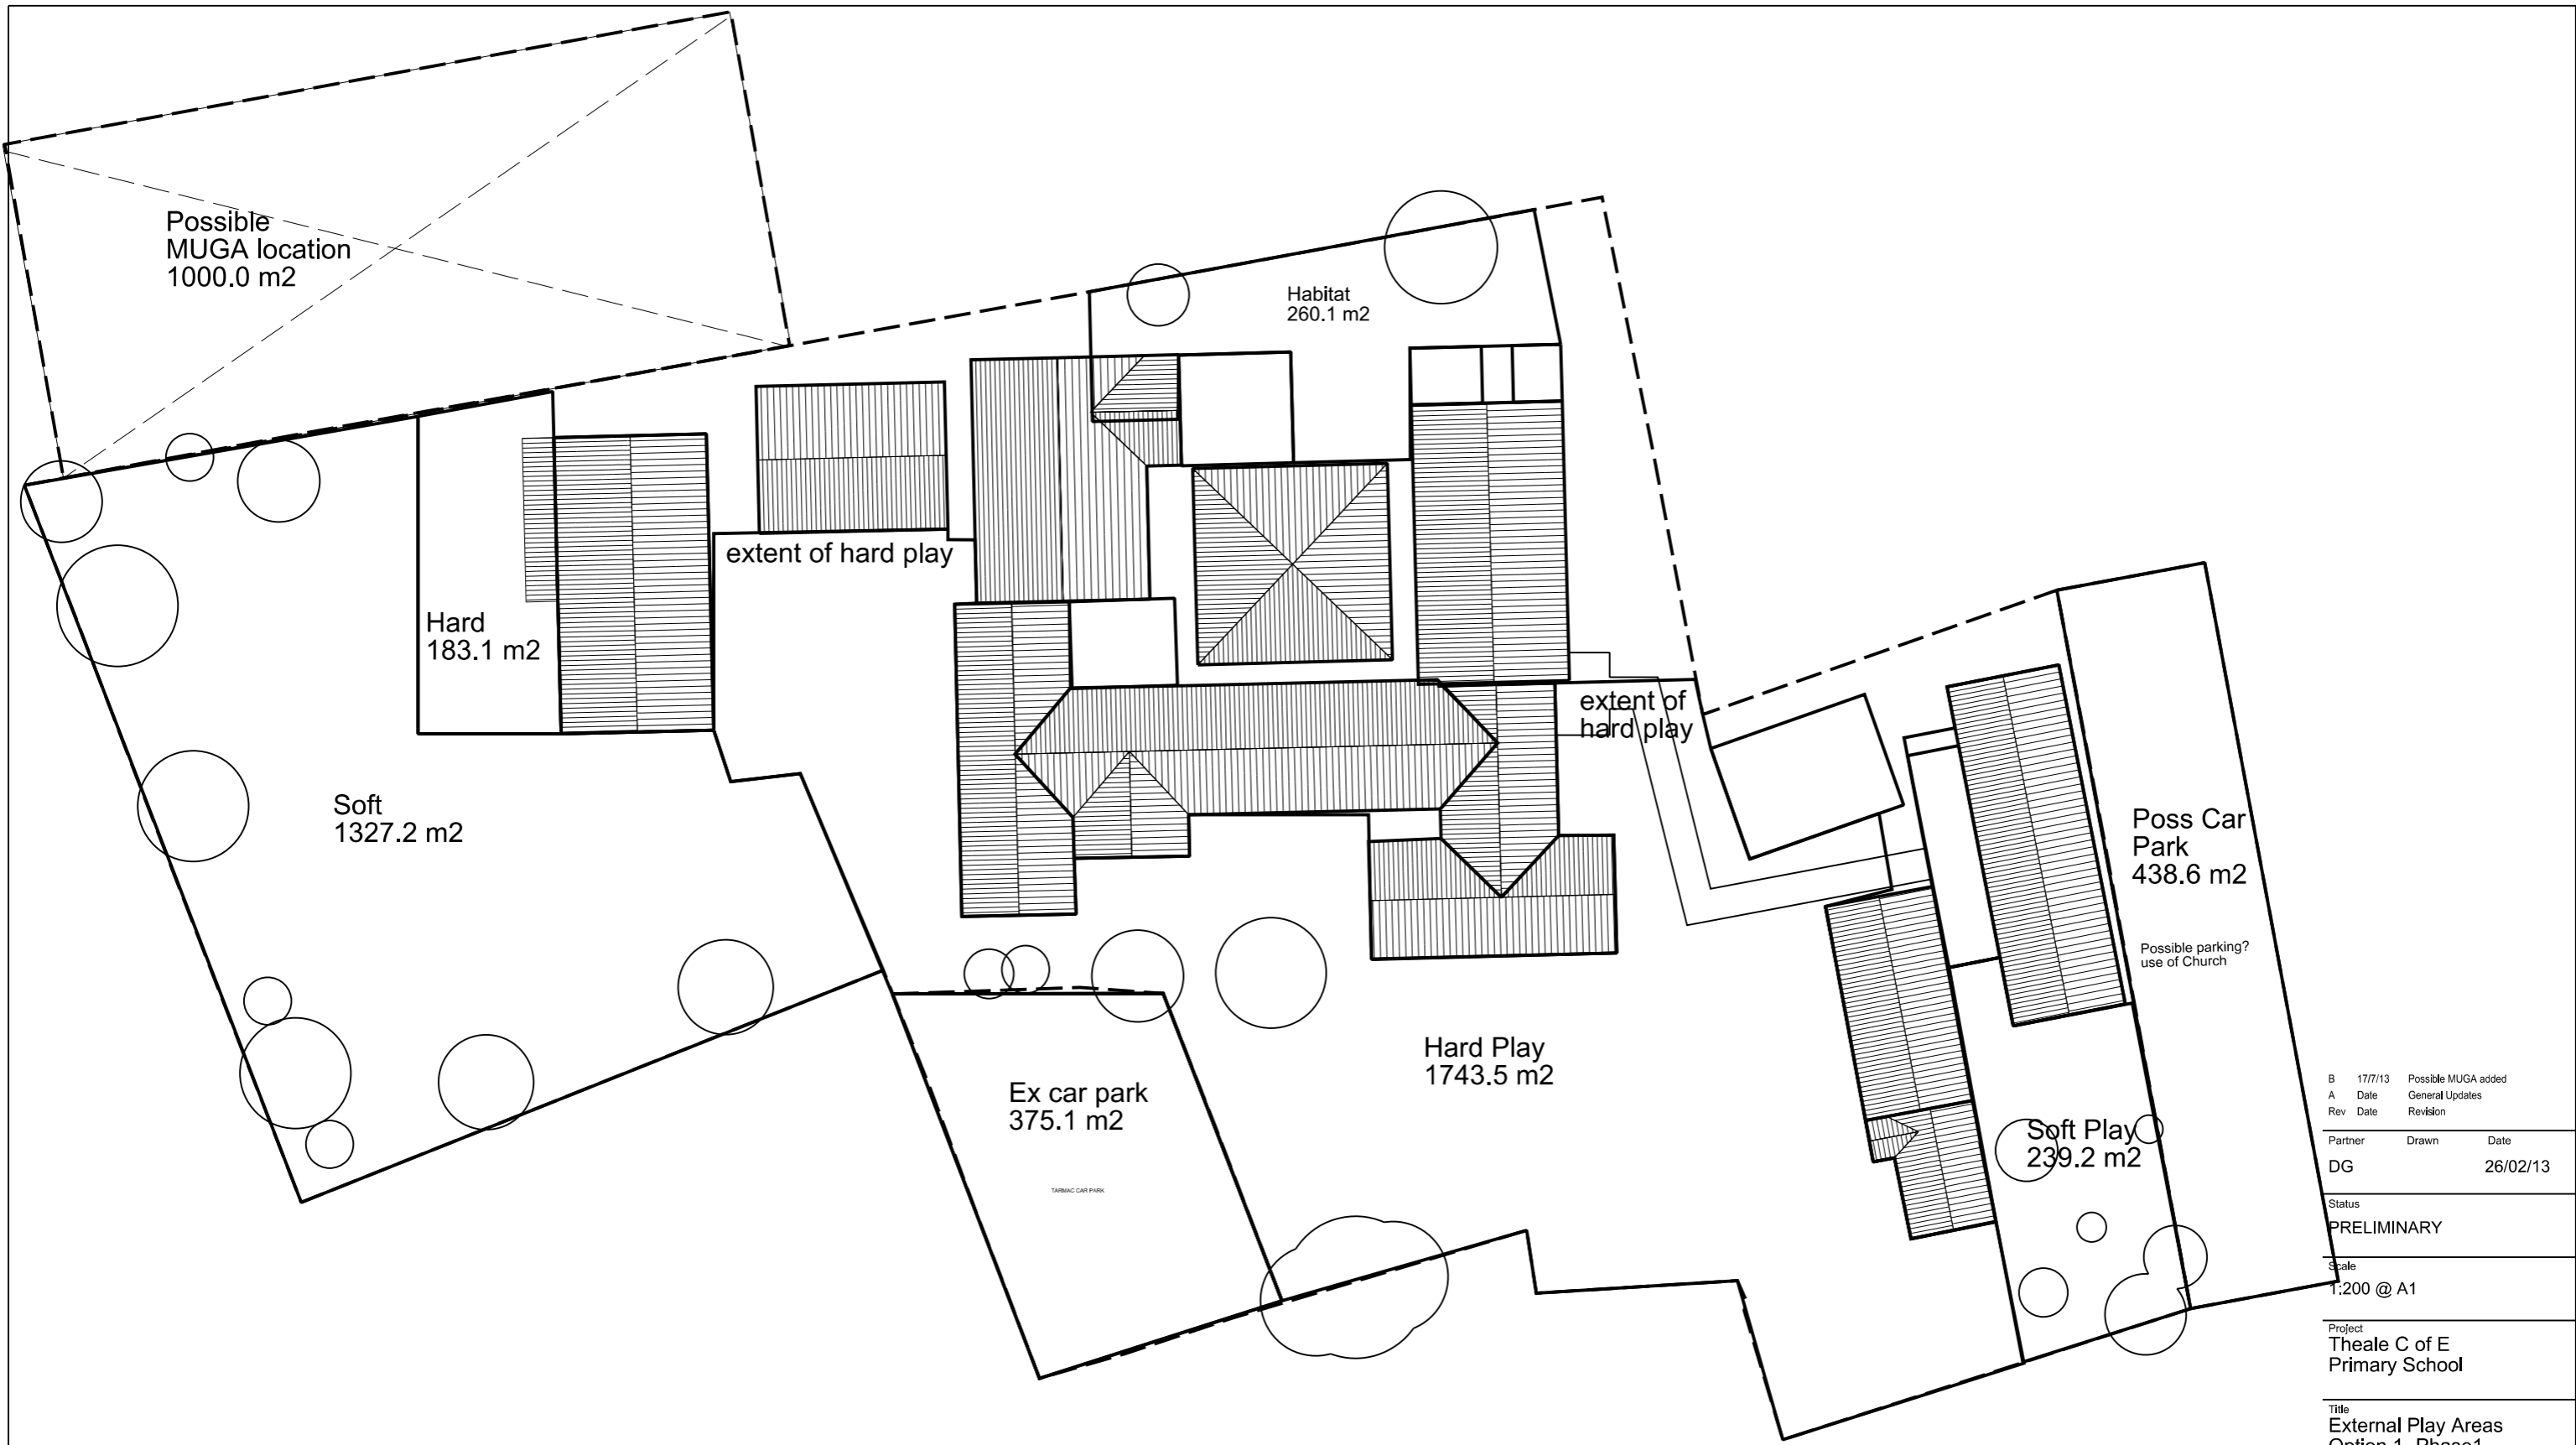 Possible
MUGA location
1000.0 m2
Habitat
260.1 m2
extent of hard play
Hard
183.1 m2
extent of
hard play
Soft
1327.2 m2
Poss Car
Park
438.6 m2
Possible parking?
use of Church
Hard Play
1743.5 m2
Ex car park
375.1 m2
TARMAC CAR PARK
Soft Play
239.2 m2
B 17/7/13 Possible MUGA added
A Date General Updates
Rev Date Revision
Partner Drawn Date
DG 26/02/13
Status
PRELIMINARY
Scale
1:200 @ A1
Project
Theale C of E
Primary School
Title
External Play Areas
Option 1, Phase1